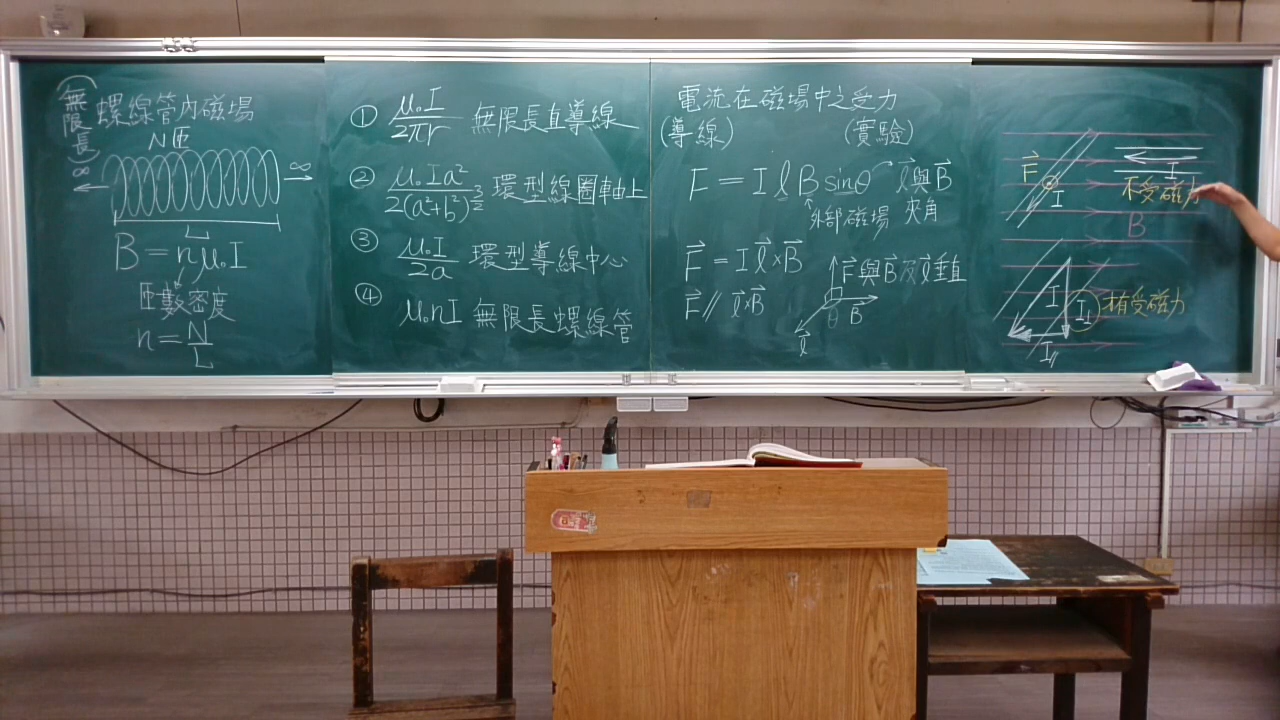 (無限長) 螺線管內磁場
N匝
∞ ∞
L
B = nμ₀I
匝數密度
n = N/L
① μ₀I/2πr 無限長直導線
② μ₀Ia²/2(a²+b²)^(3/2) 環型線圈軸上
③ μ₀I/2a 環型導線中心
④ μ₀nI 無限長螺線管
電流在磁場中之受力
(導線) (實驗)
F = I ℓ B sinθ ℓ⃗與B⃗
夾角
外部磁場
F⃗ = I ℓ⃗×B⃗
F⃗ // ℓ⃗×B⃗
F⃗與B⃗及ℓ⃗垂直
θ B⃗
ℓ⃗
F⃗
I
I
不受磁力
B
I
I⊥ 有受磁力
I//